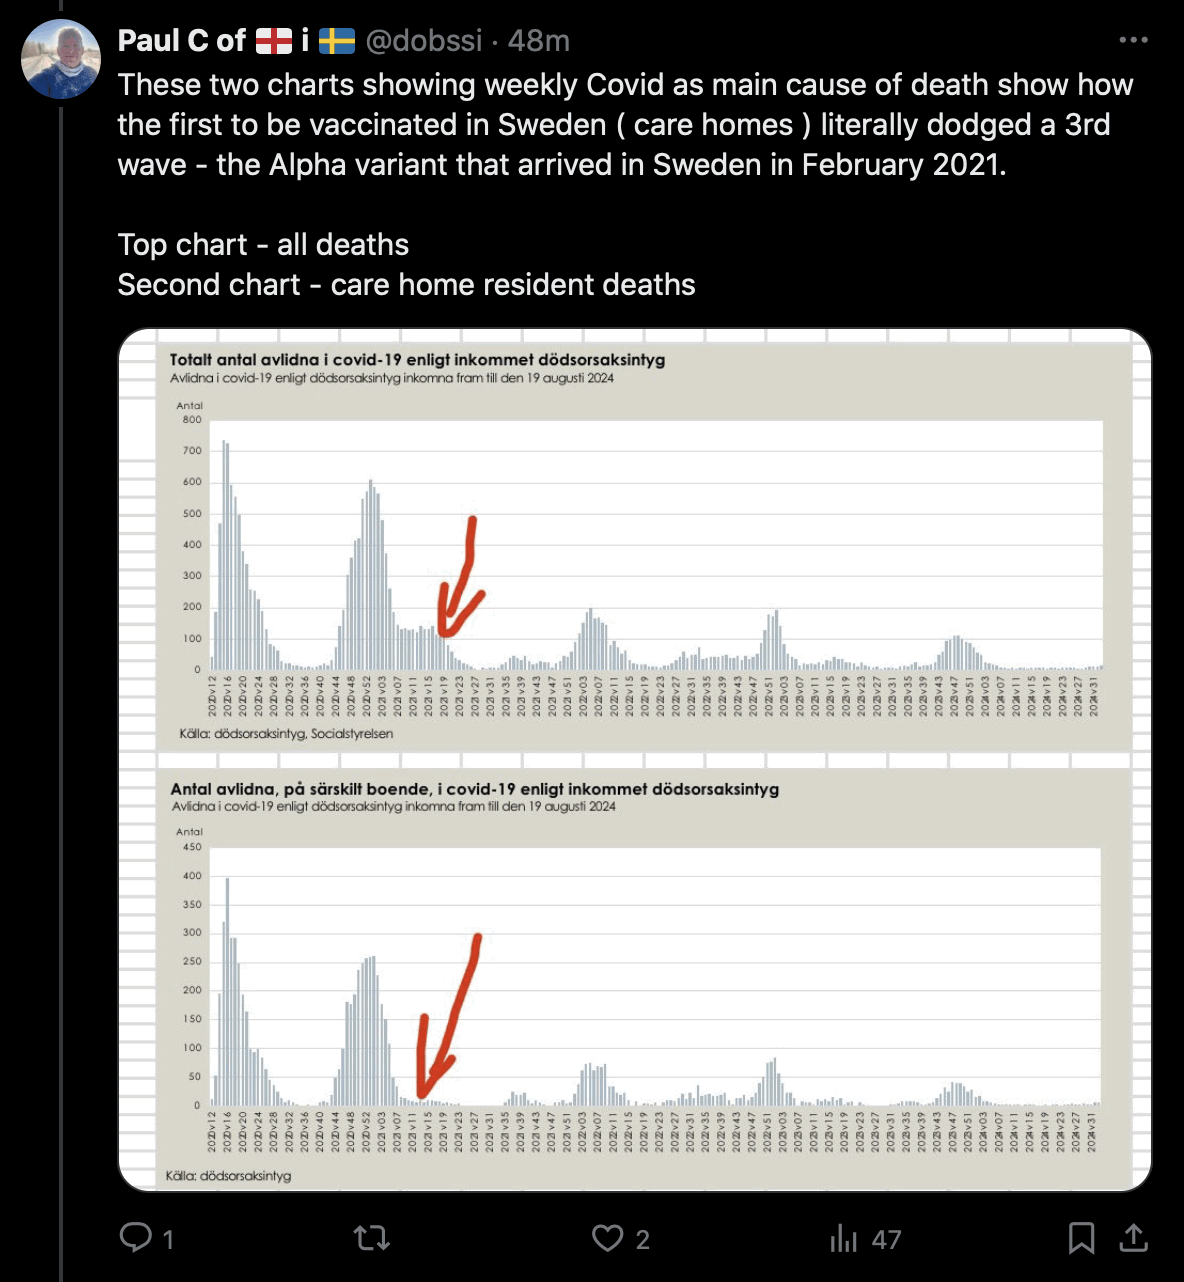 Paul C of 🏴󠁧󠁢󠁥󠁮󠁧󠁿 i 🇸🇪 @dobssi · 48m
These two charts showing weekly Covid as main cause of death show how
the first to be vaccinated in Sweden ( care homes ) literally dodged a 3rd
wave - the Alpha variant that arrived in Sweden in February 2021.
Top chart - all deaths
Second chart - care home resident deaths
Totalt antal avlidna i covid-19 enligt inkommet dödsorsaksintyg
Avlidna i covid-19 enligt dödsorsaksintyg inkomna fram till den 19 augusti 2024
Antal
800
700
600
500
400
300
200
100
0
2020v12 2020v16 2020v20 2020v24 2020v28 2020v32 2020v36 2020v40 2020v44 2020v48 2020v52 2021v03 2021v07 2021v11 2021v15 2021v19 2021v23 2021v27 2021v31 2021v35 2021v39 2021v43 2021v47 2021v51 2022v03 2022v07 2022v11 2022v15 2022v19 2022v23 2022v27 2022v31 2022v35 2022v39 2022v43 2022v47 2022v51 2023v03 2023v07 2023v11 2023v15 2023v19 2023v23 2023v27 2023v31 2023v35 2023v39 2023v43 2023v47 2023v51 2024v03 2024v07 2024v11 2024v15 2024v19 2024v23 2024v27 2024v31
Källa: dödsorsaksintyg, Socialstyrelsen
Antal avlidna, på särskilt boende, i covid-19 enligt inkommet dödsorsaksintyg
Avlidna i covid-19 enligt dödsorsaksintyg inkomna fram till den 19 augusti 2024
Antal
450
400
350
300
250
200
150
100
50
0
2020v12 2020v16 2020v20 2020v24 2020v28 2020v32 2020v36 2020v40 2020v44 2020v48 2020v52 2021v03 2021v07 2021v11 2021v15 2021v19 2021v23 2021v27 2021v31 2021v35 2021v39 2021v43 2021v47 2021v51 2022v03 2022v07 2022v11 2022v15 2022v19 2022v23 2022v27 2022v31 2022v35 2022v39 2022v43 2022v47 2022v51 2023v03 2023v07 2023v11 2023v15 2023v19 2023v23 2023v27 2023v31 2023v35 2023v39 2023v43 2023v47 2023v51 2024v03 2024v07 2024v11 2024v15 2024v19 2024v23 2024v27 2024v31
Källa: dödsorsaksintyg
1 2 47